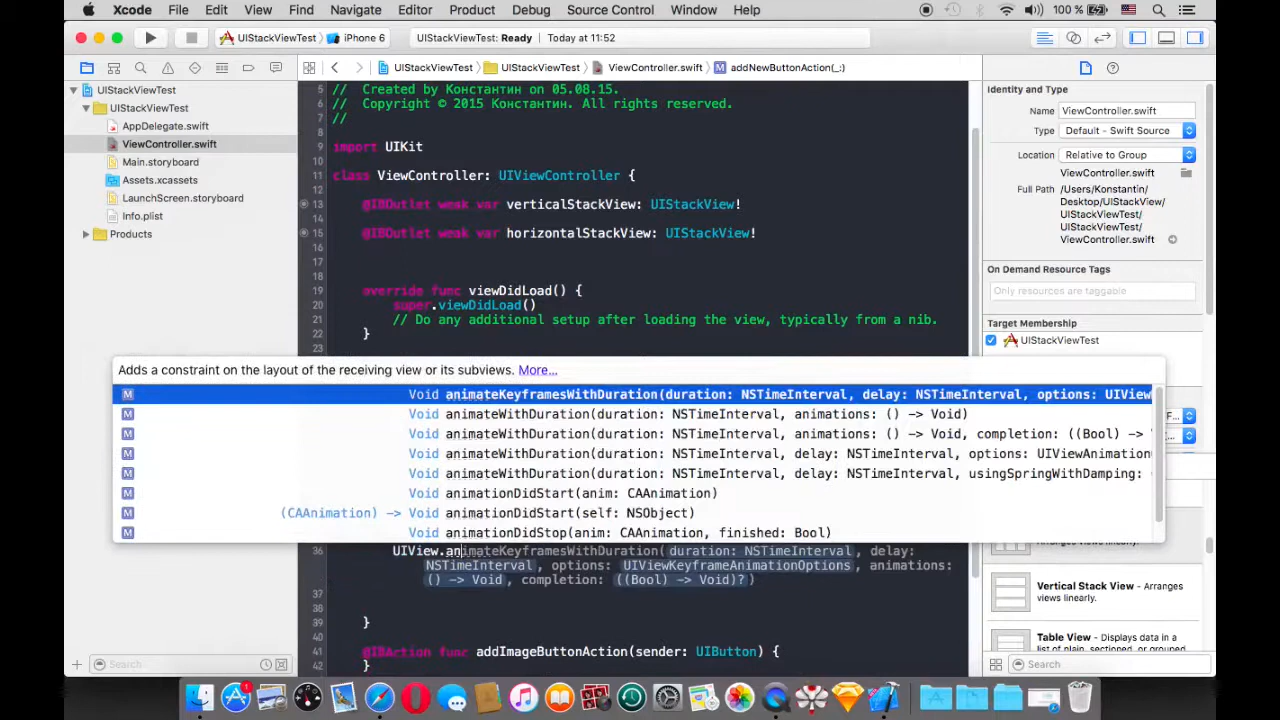 Xcode File Edit View Find Navigate Editor Product Debug Source Control Window Help 100 %
UIStackViewTest iPhone 6 UIStackViewTest: Ready Today at 11:52
UIStackViewTest UIStackViewTest ViewController.swift M addNewButtonAction(_:)
UIStackViewTest
UIStackViewTest
AppDelegate.swift
ViewController.swift
Main.storyboard
Assets.xcassets
LaunchScreen.storyboard
Info.plist
Products
Search...
5 // Created by Константин on 05.08.15.
6 // Copyright © 2015 Константин. All rights reserved.
7 //
8
9 import UIKit
10
11 class ViewController: UIViewController {
12
13 @IBOutlet weak var verticalStackView: UIStackView!
14
15 @IBOutlet weak var horizontalStackView: UIStackView!
16
17
18
19 override func viewDidLoad() {
20 super.viewDidLoad()
21 // Do any additional setup after loading the view, typically from a nib.
22 }
23
Adds a constraint on the layout of the receiving view or its subviews. More...
M Void animateKeyframesWithDuration(duration: NSTimeInterval, delay: NSTimeInterval, options: UIView
M Void animateWithDuration(duration: NSTimeInterval, animations: () -> Void)
M Void animateWithDuration(duration: NSTimeInterval, animations: () -> Void, completion: ((Bool) ->
M Void animateWithDuration(duration: NSTimeInterval, delay: NSTimeInterval, options: UIViewAnimation
M Void animateWithDuration(duration: NSTimeInterval, delay: NSTimeInterval, usingSpringWithDamping:
M Void animationDidStart(anim: CAAnimation)
M (CAAnimation) -> Void animationDidStart(self: NSObject)
M Void animationDidStop(anim: CAAnimation, finished: Bool)
36 UIView.animateKeyframesWithDuration(duration: NSTimeInterval, delay:
NSTimeInterval, options: UIViewKeyframeAnimationOptions, animations:
() -> Void, completion: ((Bool) -> Void)?)
37
38
39 }
40
41 @IBAction func addImageButtonAction(sender: UIButton) {
42 }
Identity and Type
Name ViewController.swift
Type Default - Swift Source
Location Relative to Group
ViewController.swift
Full Path /Users/Konstantin/
Desktop/UIStackView/
UIStackViewTest/
UIStackViewTest/
ViewController.swift
On Demand Resource Tags
Only resources are taggable
Target Membership
UIStackViewTest
Vertical Stack View - Arranges
views linearly.
Table View - Displays data in a
list of plain, sectioned, or grouped
Search
1